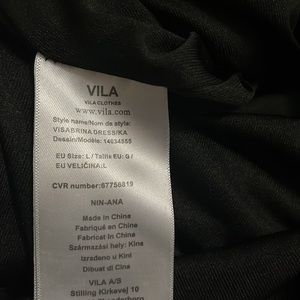 VILA
VILA CLOTHES
www.vila.com
Style name/Nom de style:
VISABRINA DRESS/KA
Dessin/Modèle: 14034555
EU Size: L / Taille EU: G /
EU VELIČINA:L
CVR number:67756819
NIN-ANA
Made in China
Fabriqué en Chine
Fabricat în China
Származási hely: Kína
Izrađeno u Kini
Dibuat di Cina
VILA A/S
Stilling Kirkevej 10